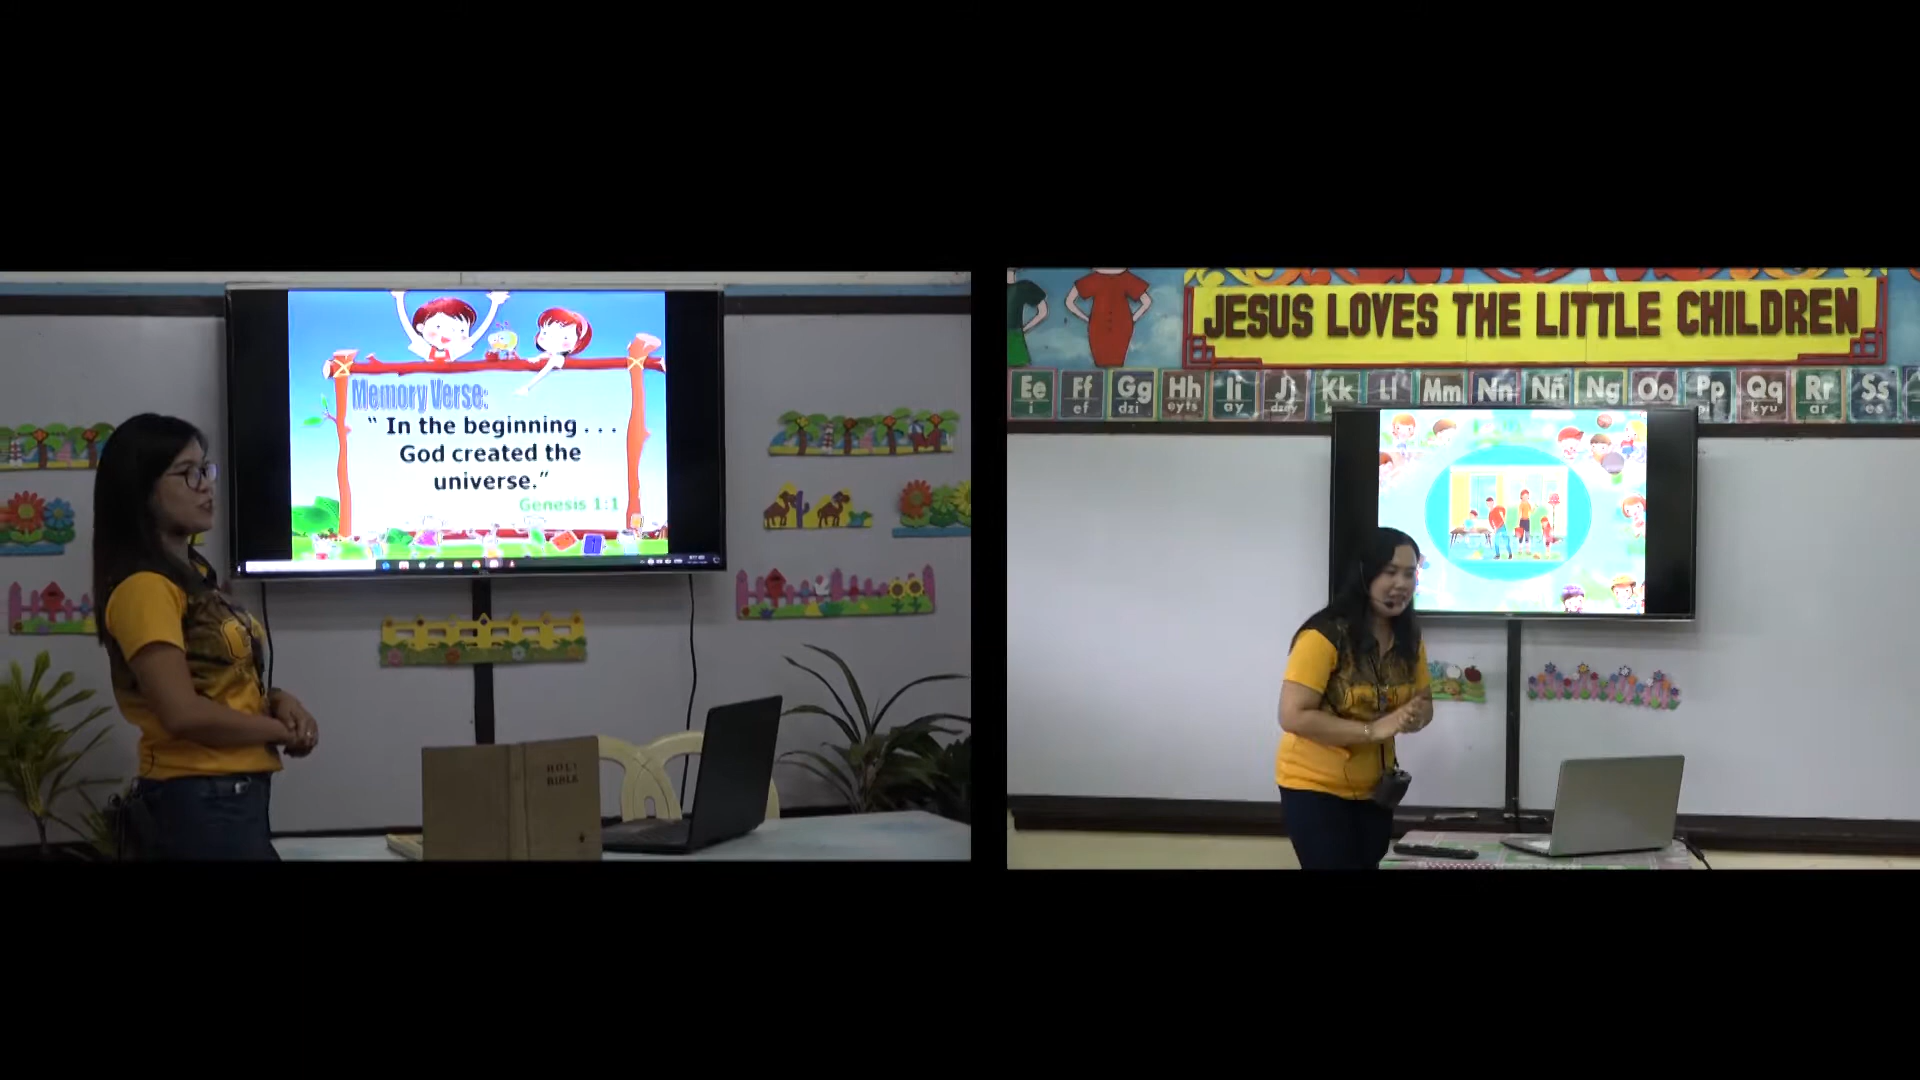 Memory Verse:
“ In the beginning . . .
God created the
universe.”
Genesis 1:1
HOLY
BIBLE
JESUS LOVES THE LITTLE CHILDREN
Ee Ff Gg Hh Ii Jj Kk Ll Mm Nn Ññ Ng Oo Pp Qq Rr Ss
i ef dzi eyts ay dzey pi kyu ar es